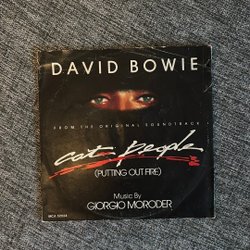 DAVID BOWIE
FROM THE ORIGINAL SOUNDTRACK
cat people
(PUTTING OUT FIRE)
Music By
GIORGIO MORODER